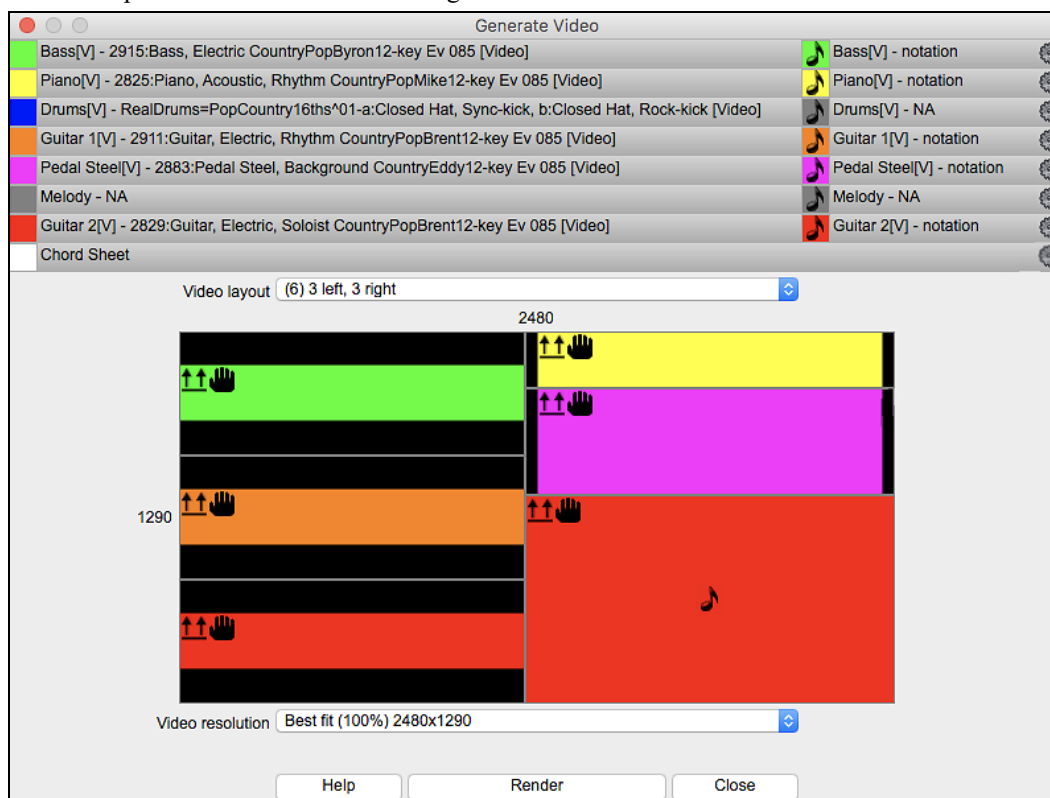 Generate Video
Bass[V] - 2915:Bass, Electric CountryPopByron12-key Ev 085 [Video] Bass[V] - notation
Piano[V] - 2825:Piano, Acoustic, Rhythm CountryPopMike12-key Ev 085 [Video] Piano[V] - notation
Drums[V] - RealDrums=PopCountry16ths^01-a:Closed Hat, Sync-kick, b:Closed Hat, Rock-kick [Video] Drums[V] - NA
Guitar 1[V] - 2911:Guitar, Electric, Rhythm CountryPopBrent12-key Ev 085 [Video] Guitar 1[V] - notation
Pedal Steel[V] - 2883:Pedal Steel, Background CountryEddy12-key Ev 085 [Video] Pedal Steel[V] - notation
Melody - NA Melody - NA
Guitar 2[V] - 2829:Guitar, Electric, Soloist CountryPopBrent12-key Ev 085 [Video] Guitar 2[V] - notation
Chord Sheet
Video layout (6) 3 left, 3 right
2480
1290
Video resolution Best fit (100%) 2480x1290
Help Render Close